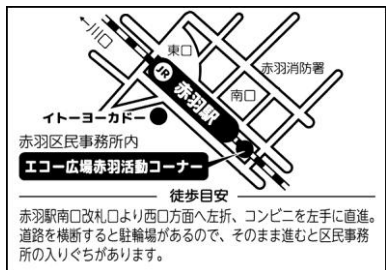 川口
東口
JR
赤羽駅
赤羽消防署
南口
イトーヨーカドー
赤羽区民事務所内
エコー広場赤羽活動コーナー
徒歩目安
赤羽駅南口改札口より西口方面へ左折、コンビニを左手に直進。
道路を横断すると駐輪場があるので、そのまま進むと区民事務
所の入りぐちがあります。